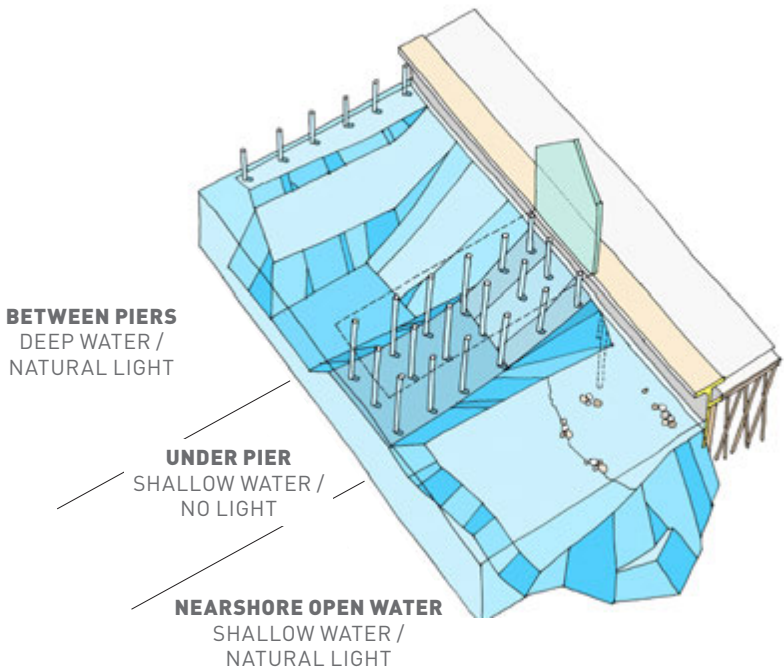 BETWEEN PIERS
DEEP WATER /
NATURAL LIGHT
UNDER PIER
SHALLOW WATER /
NO LIGHT
NEARSHORE OPEN WATER
SHALLOW WATER /
NATURAL LIGHT